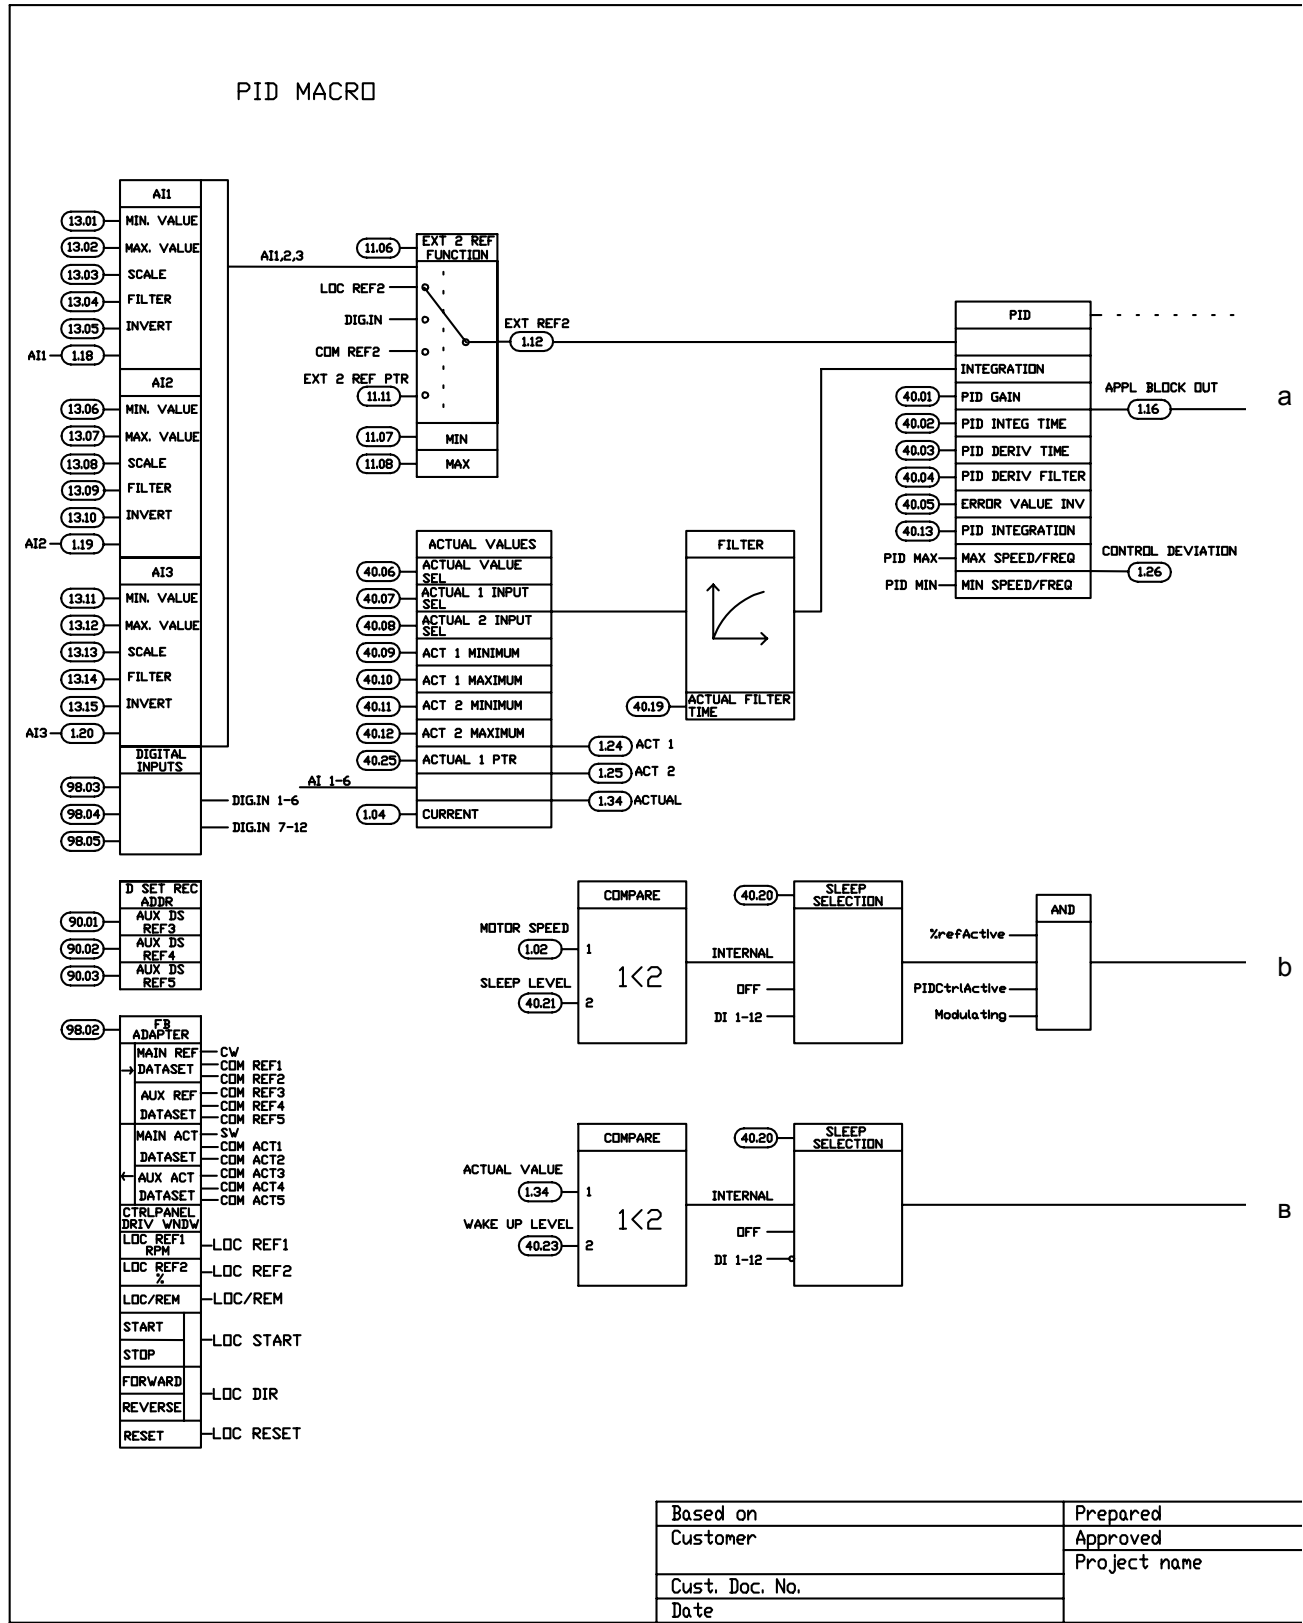 PID MACRO
AI1
13.01 MIN. VALUE
13.02 MAX. VALUE
13.03 SCALE
13.04 FILTER
13.05 INVERT
AI1 1.18
AI2
13.06 MIN. VALUE
13.07 MAX. VALUE
13.08 SCALE
13.09 FILTER
13.10 INVERT
AI2 1.19
AI3
13.11 MIN. VALUE
13.12 MAX. VALUE
13.13 SCALE
13.14 FILTER
13.15 INVERT
AI3 1.20
DIGITAL
INPUTS
98.03
DIG.IN 1-6
98.04
DIG.IN 7-12
98.05
D SET REC
ADDR
90.01 AUX DS
REF3
90.02 AUX DS
REF4
90.03 AUX DS
REF5
98.02 FB
ADAPTER
MAIN REF CW
DATASET COM REF1
COM REF2
AUX REF COM REF3
COM REF4
DATASET COM REF5
MAIN ACT SW
COM ACT1
DATASET COM ACT2
AUX ACT COM ACT3
COM ACT4
DATASET COM ACT5
CTRLPANEL
DRIV WNDW
LOC REF1
RPM
LOC REF1
LOC REF2
%
LOC REF2
LOC/REM LOC/REM
START
LOC START
STOP
FORWARD
LOC DIR
REVERSE
RESET LOC RESET
AI1,2,3
11.06 EXT 2 REF
FUNCTION
LOC REF2
DIG.IN
COM REF2
EXT 2 REF PTR
11.11
11.07 MIN
11.08 MAX
EXT REF2
1.12
ACTUAL VALUES
40.06 ACTUAL VALUE
SEL
40.07 ACTUAL 1 INPUT
SEL
40.08 ACTUAL 2 INPUT
SEL
40.09 ACT 1 MINIMUM
40.10 ACT 1 MAXIMUM
40.11 ACT 2 MINIMUM
40.12 ACT 2 MAXIMUM
1.24 ACT 1
40.25 ACTUAL 1 PTR
1.25 ACT 2
AI 1-6
1.34 ACTUAL
1.04 CURRENT
FILTER
40.19 ACTUAL FILTER
TIME
PID
INTEGRATION
40.01 PID GAIN
40.02 PID INTEG TIME
40.03 PID DERIV TIME
40.04 PID DERIV FILTER
40.05 ERROR VALUE INV
40.13 PID INTEGRATION
PID MAX MAX SPEED/FREQ
PID MIN MIN SPEED/FREQ
APPL BLOCK OUT
1.16
a
CONTROL DEVIATION
1.26
COMPARE
MOTOR SPEED
1.02 1
1<2
SLEEP LEVEL
40.21 2
40.20 SLEEP
SELECTION
INTERNAL
OFF
DI 1-12
AND
%refActive
PIDCtrlActive
Modulating
b
COMPARE
ACTUAL VALUE
1.34 1
1<2
WAKE UP LEVEL
40.23 2
40.20 SLEEP
SELECTION
INTERNAL
OFF
DI 1-12
B
Based on
Prepared
Customer
Approved
Project name
Cust. Doc. No.
Date